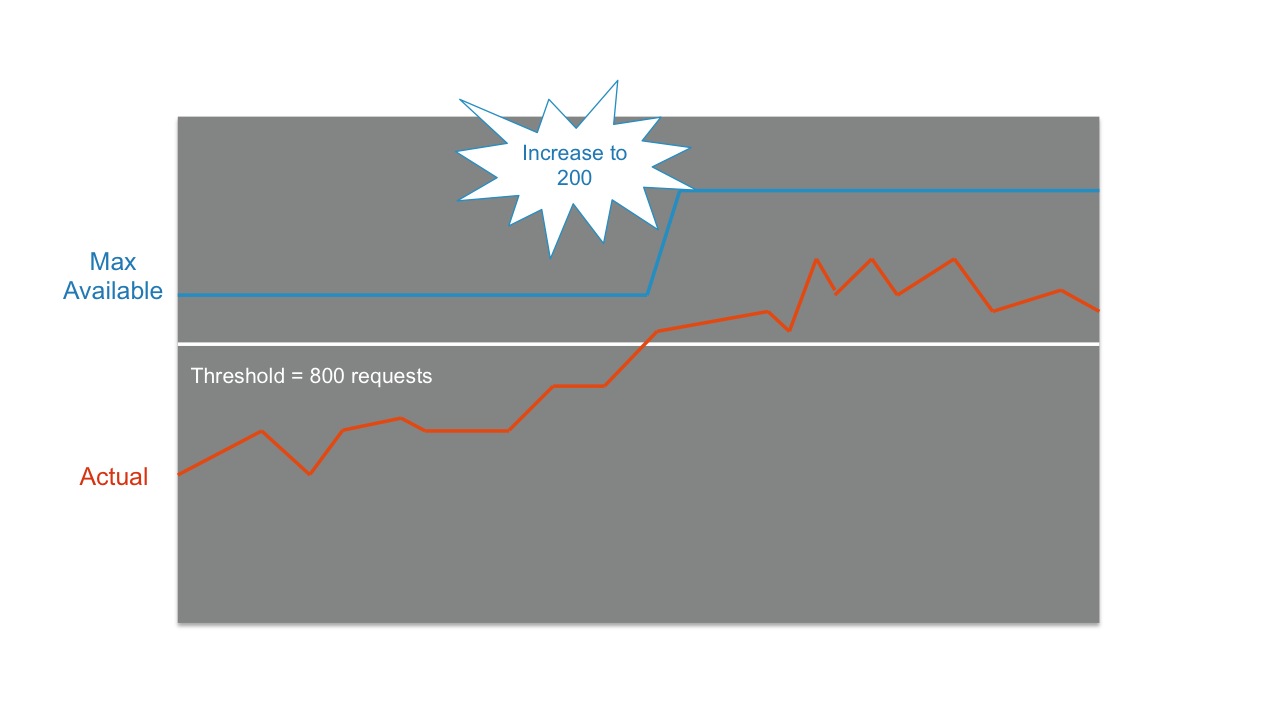 Increase to
200
Max
Available
Threshold = 800 requests
Actual